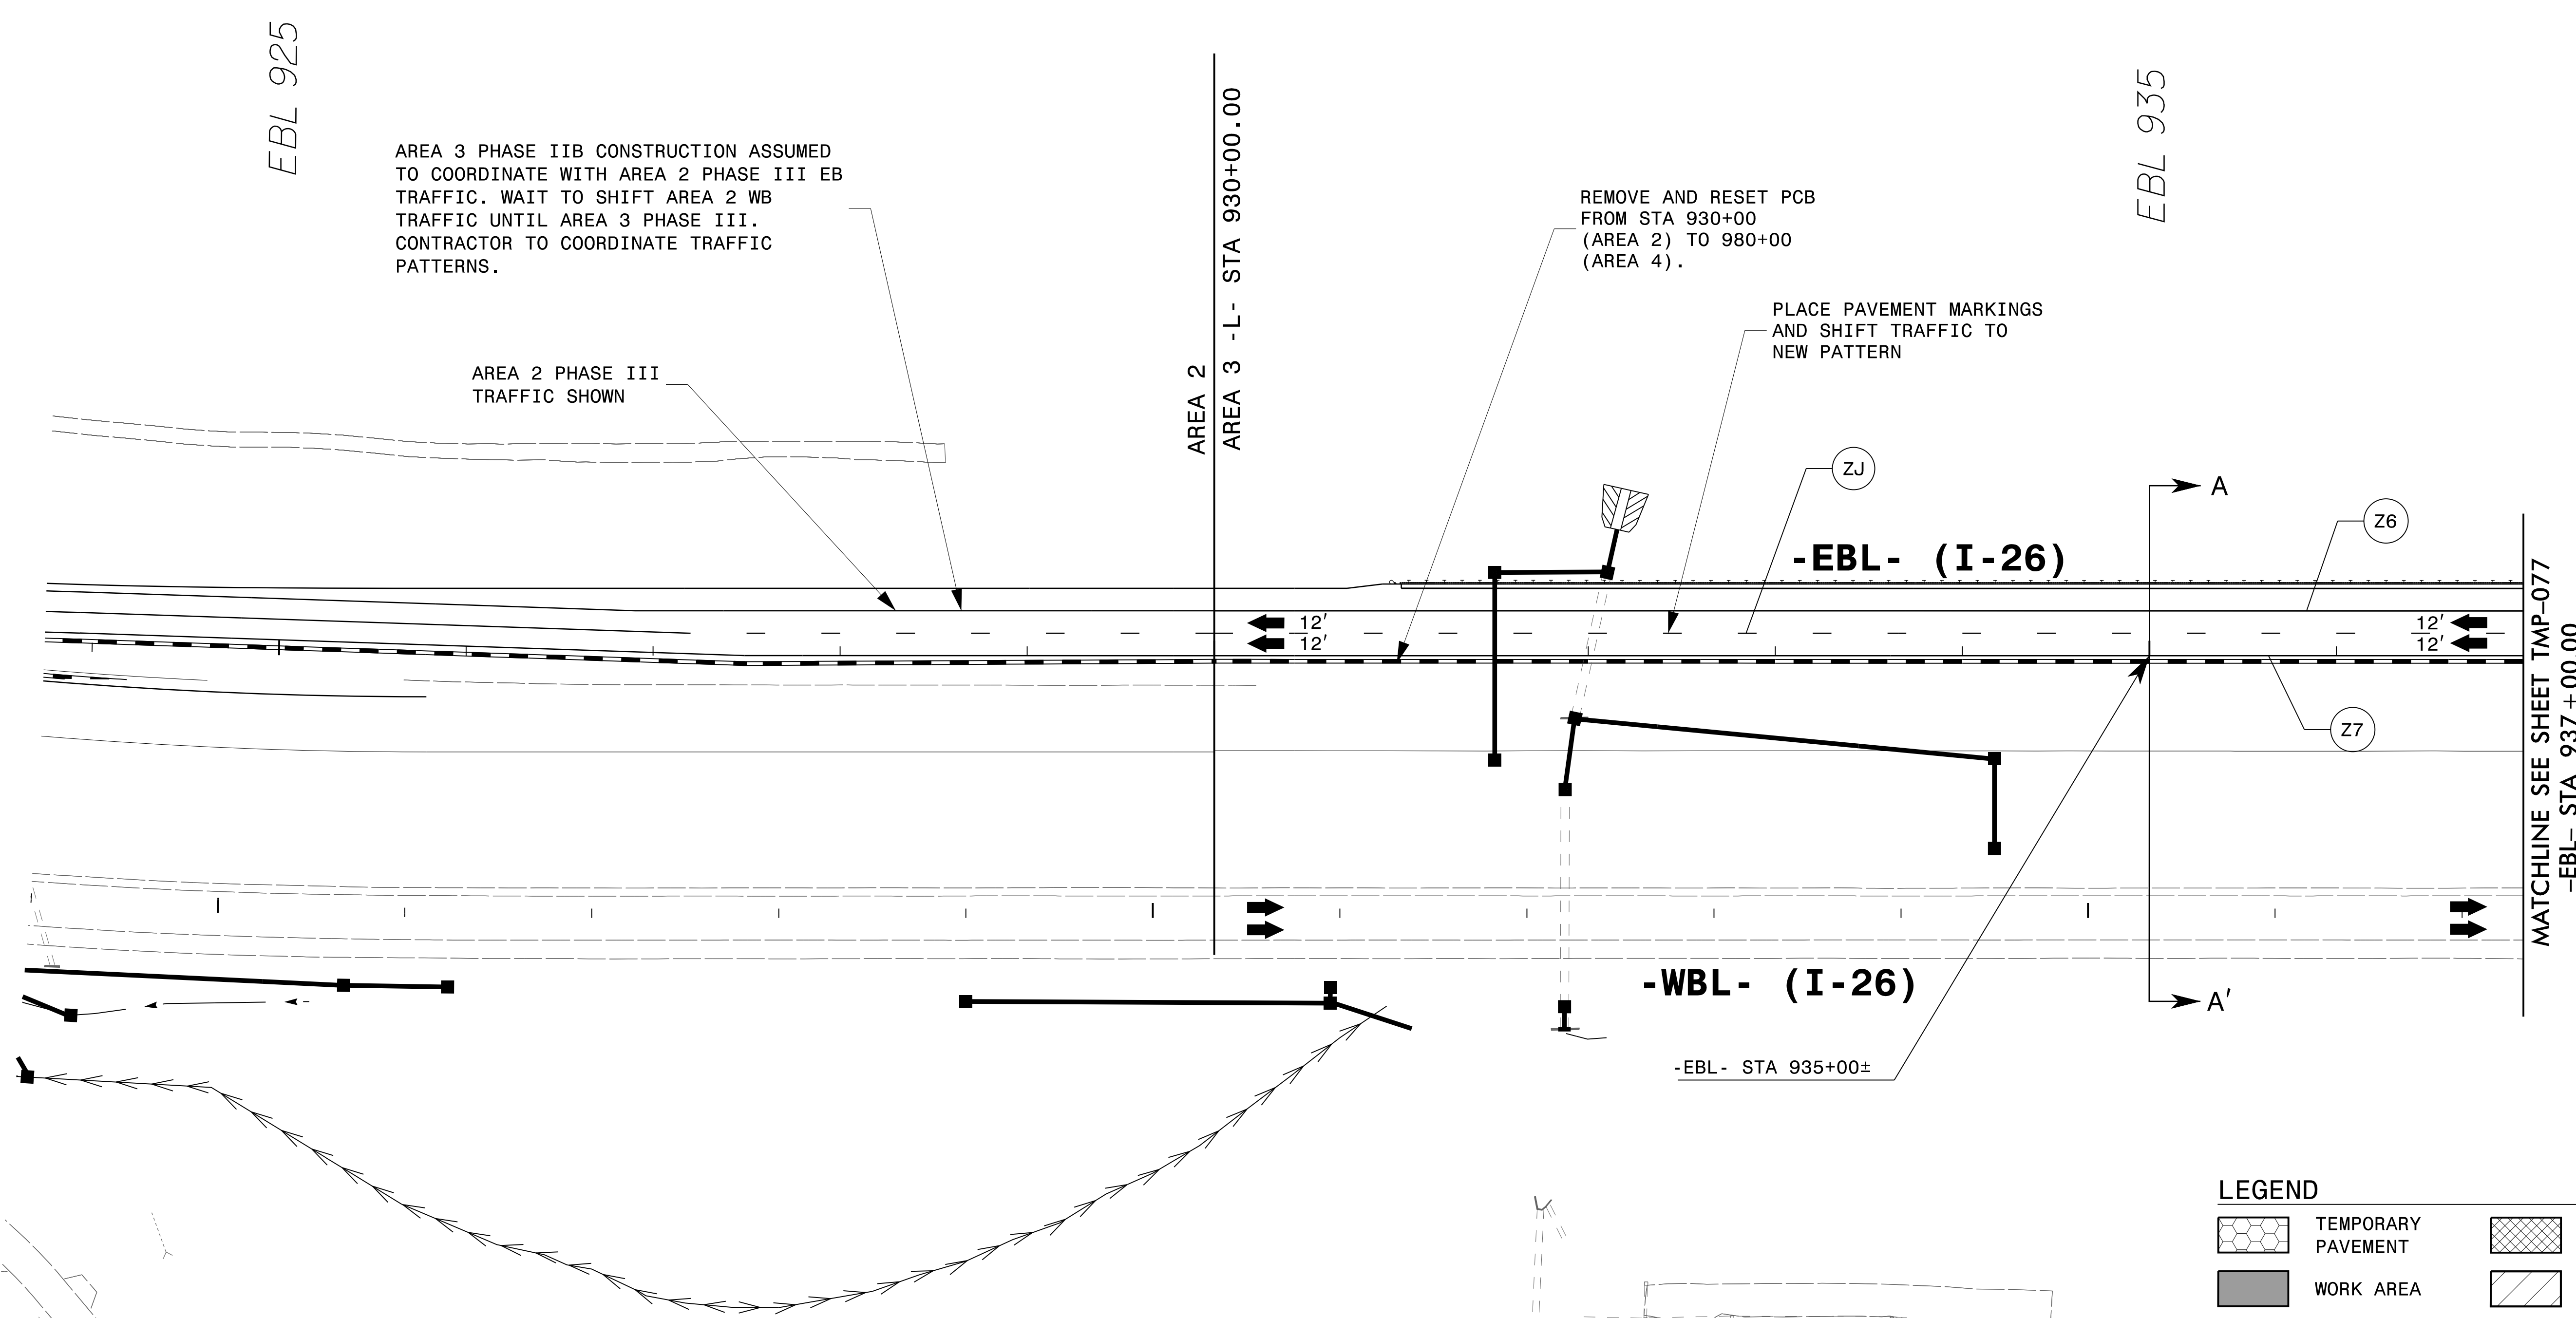 EBL 925
AREA 3 PHASE IIB CONSTRUCTION ASSUMED
TO COORDINATE WITH AREA 2 PHASE III EB
TRAFFIC. WAIT TO SHIFT AREA 2 WB
TRAFFIC UNTIL AREA 3 PHASE III.
CONTRACTOR TO COORDINATE TRAFFIC
PATTERNS.
AREA 2 PHASE III
TRAFFIC SHOWN
AREA 2
AREA 3 -L- STA 930+00.00
REMOVE AND RESET PCB
FROM STA 930+00
(AREA 2) TO 980+00
(AREA 4).
PLACE PAVEMENT MARKINGS
AND SHIFT TRAFFIC TO
NEW PATTERN
EBL 935
ZJ
A
Z6
-EBL- (I-26)
12'
12'
12'
12'
Z7
-WBL- (I-26)
A'
-EBL- STA 935+00±
MATCHLINE SEE SHEET TMP-077
-EBL- STA 937+00.00
LEGEND
TEMPORARY
PAVEMENT
WORK AREA